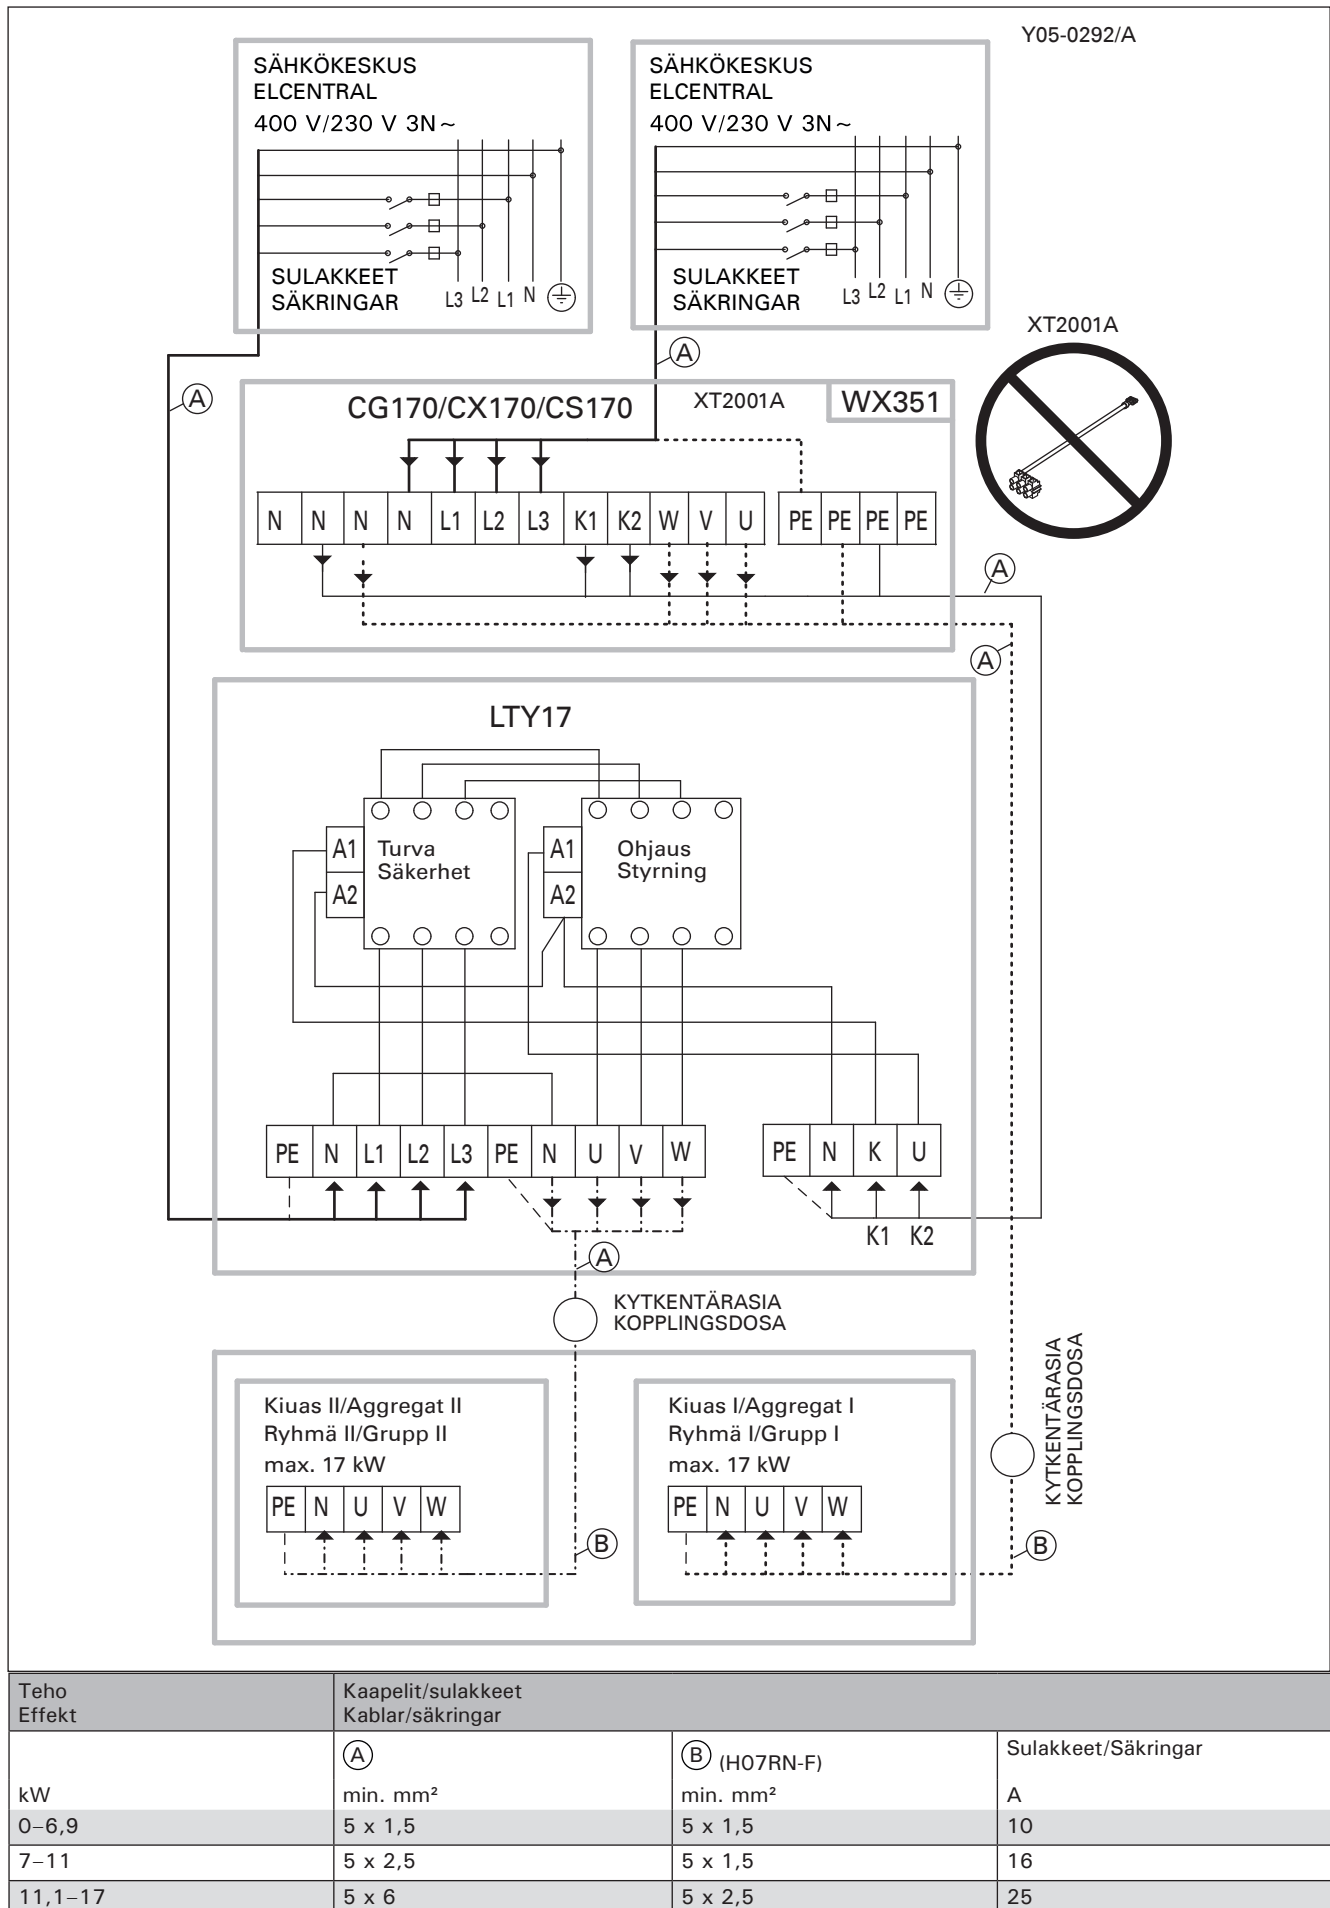 Y05-0292/A
SÄHKÖKESKUS
ELCENTRAL
400 V/230 V 3N~
SULAKKEET
SÄKRINGAR
L3 L2 L1 N
SÄHKÖKESKUS
ELCENTRAL
400 V/230 V 3N~
SULAKKEET
SÄKRINGAR
L3 L2 L1 N
XT2001A
A
A
CG170/CX170/CS170
XT2001A
WX351
N N N N L1 L2 L3 K1 K2 W V U PE PE PE PE
A
A
LTY17
A1
A2
Turva
Säkerhet
A1
A2
Ohjaus
Styrning
PE N L1 L2 L3 PE N U V W
PE N K U
K1 K2
A
KYTKENTÄRASIA
KOPPLINGSDOSA
KYTKENTÄRASIA
KOPPLINGSDOSA
Kiuas II/Aggregat II
Ryhmä II/Grupp II
max. 17 kW
PE N U V W
B
Kiuas I/Aggregat I
Ryhmä I/Grupp I
max. 17 kW
PE N U V W
B
Teho
Effekt
Kaapelit/sulakkeet
Kablar/säkringar
A B (H07RN-F) Sulakkeet/Säkringar
kW min. mm² min. mm² A
0–6,9 5 x 1,5 5 x 1,5 10
7–11 5 x 2,5 5 x 1,5 16
11,1–17 5 x 6 5 x 2,5 25